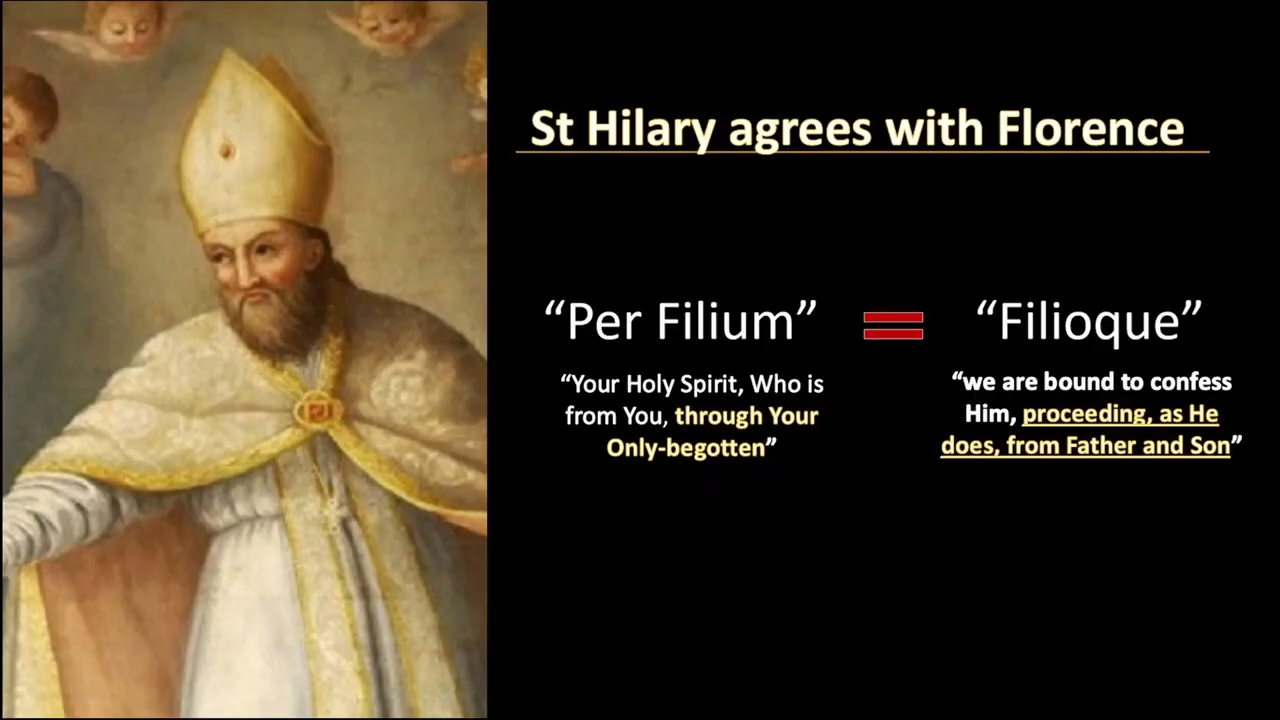 St Hilary agrees with Florence
“Per Filium” = “Filioque”
“Your Holy Spirit, Who is
from You, through Your
Only-begotten”
“we are bound to confess
Him, proceeding, as He
does, from Father and Son”